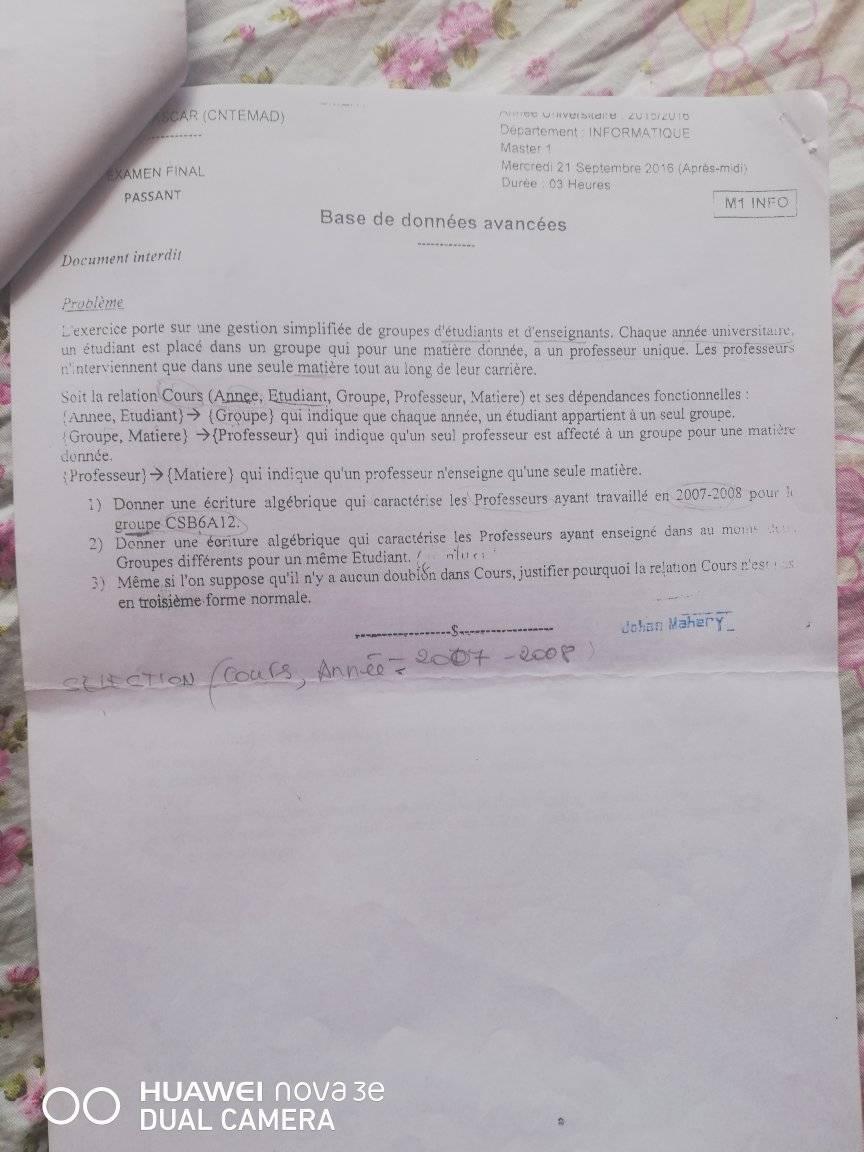 SCAR (CNTEMAD)
Année Universitaire : 2015/2016
Département : INFORMATIQUE
Master 1
Mercredi 21 Septembre 2016 (Après-midi)
Durée : 03 Heures
EXAMEN FINAL
PASSANT
M1 INFO
Base de données avancées
Document interdit
Problème
L'exercice porte sur une gestion simplifiée de groupes d'étudiants et d'enseignants. Chaque année universitaire,
un étudiant est placé dans un groupe qui pour une matière donnée, a un professeur unique. Les professeurs
n'interviennent que dans une seule matière tout au long de leur carrière.
Soit la relation Cours (Annee, Etudiant, Groupe, Professeur, Matiere) et ses dépendances fonctionnelles :
{Annee, Etudiant}→ {Groupe} qui indique que chaque année, un étudiant appartient à un seul groupe.
{Groupe, Matiere} →{Professeur} qui indique qu'un seul professeur est affecté à un groupe pour une matière
donnée.
{Professeur}→{Matiere} qui indique qu'un professeur n'enseigne qu'une seule matière.
1) Donner une écriture algébrique qui caractérise les Professeurs ayant travaillé en 2007-2008 pour le
groupe CSB6A12.
2) Donner une écriture algébrique qui caractérise les Professeurs ayant enseigné dans au moins
Groupes différents pour un même Etudiant.
3) Même si l'on suppose qu'il n'y a aucun doublon dans Cours, justifier pourquoi la relation Cours n'est pas
en troisième forme normale.
---------------------S---------------------
Johan Mahery_
SELECTION (Cours, Année = 2007 - 2008)
HUAWEI nova 3e
DUAL CAMERA